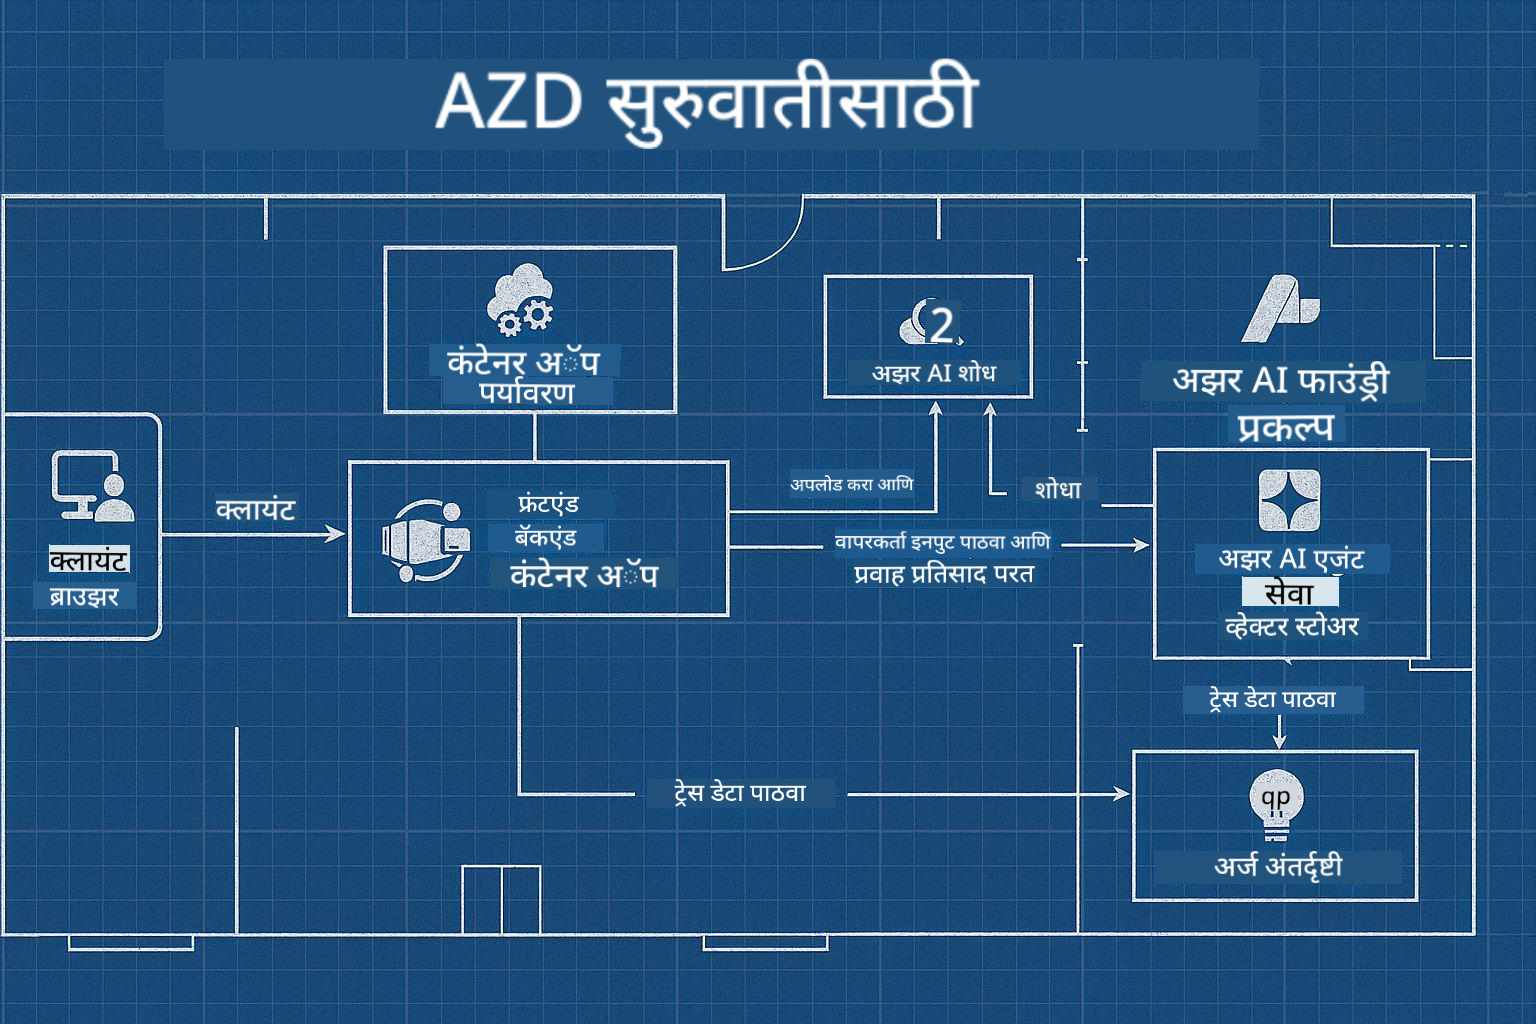 AZD सुरुवातीसाठी
कंटेनर अॅप
पर्यावरण
2
अझर AI शोध
अझर AI फाउंड्री
प्रकल्प
क्लायंट
ब्राउझर
क्लायंट
फ्रंटएंड
बॅकएंड
कंटेनर अॅप
अपलोड करा आणि
शोधा
वापरकर्ता इनपुट पाठवा आणि
प्रवाह प्रतिसाद परत
अझर AI एजंट
सेवा
व्हेक्टर स्टोअर
ट्रेस डेटा पाठवा
ट्रेस डेटा पाठवा
qp
अर्ज अंतर्दृष्टी